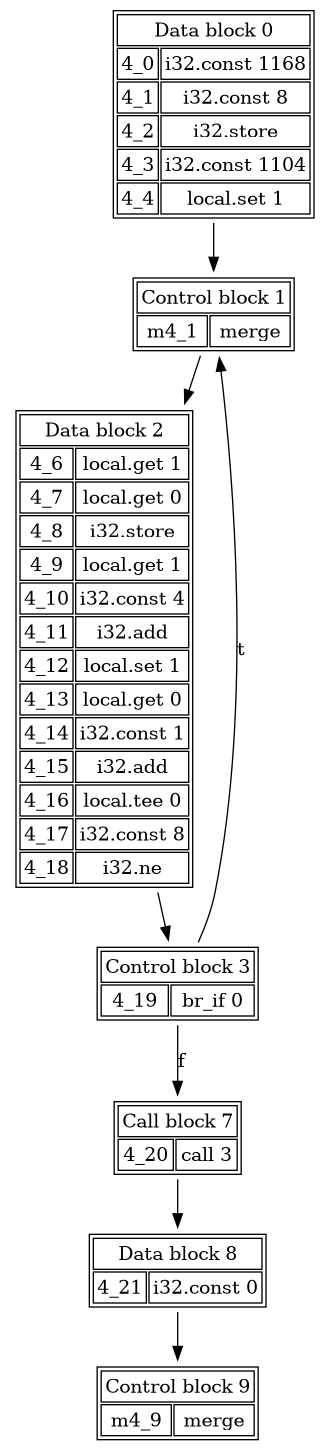 Data block 0
4_0 i32.const 1168
4_1 i32.const 8
4_2 i32.store
4_3 i32.const 1104
4_4 local.set 1
Control block 1
m4_1 merge
Data block 2
4_6 local.get 1
4_7 local.get 0
4_8 i32.store
4_9 local.get 1
4_10 i32.const 4
4_11 i32.add
4_12 local.set 1
t
4_13 local.get 0
4_14 i32.const 1
4_15 i32.add
4_16 local.tee 0
4_17 i32.const 8
4_18 i32.ne
Control block 3
4_19 br_if 0
f
Call block 7
4_20 call 3
Data block 8
4_21 i32.const 0
Control block 9
m4_9 merge